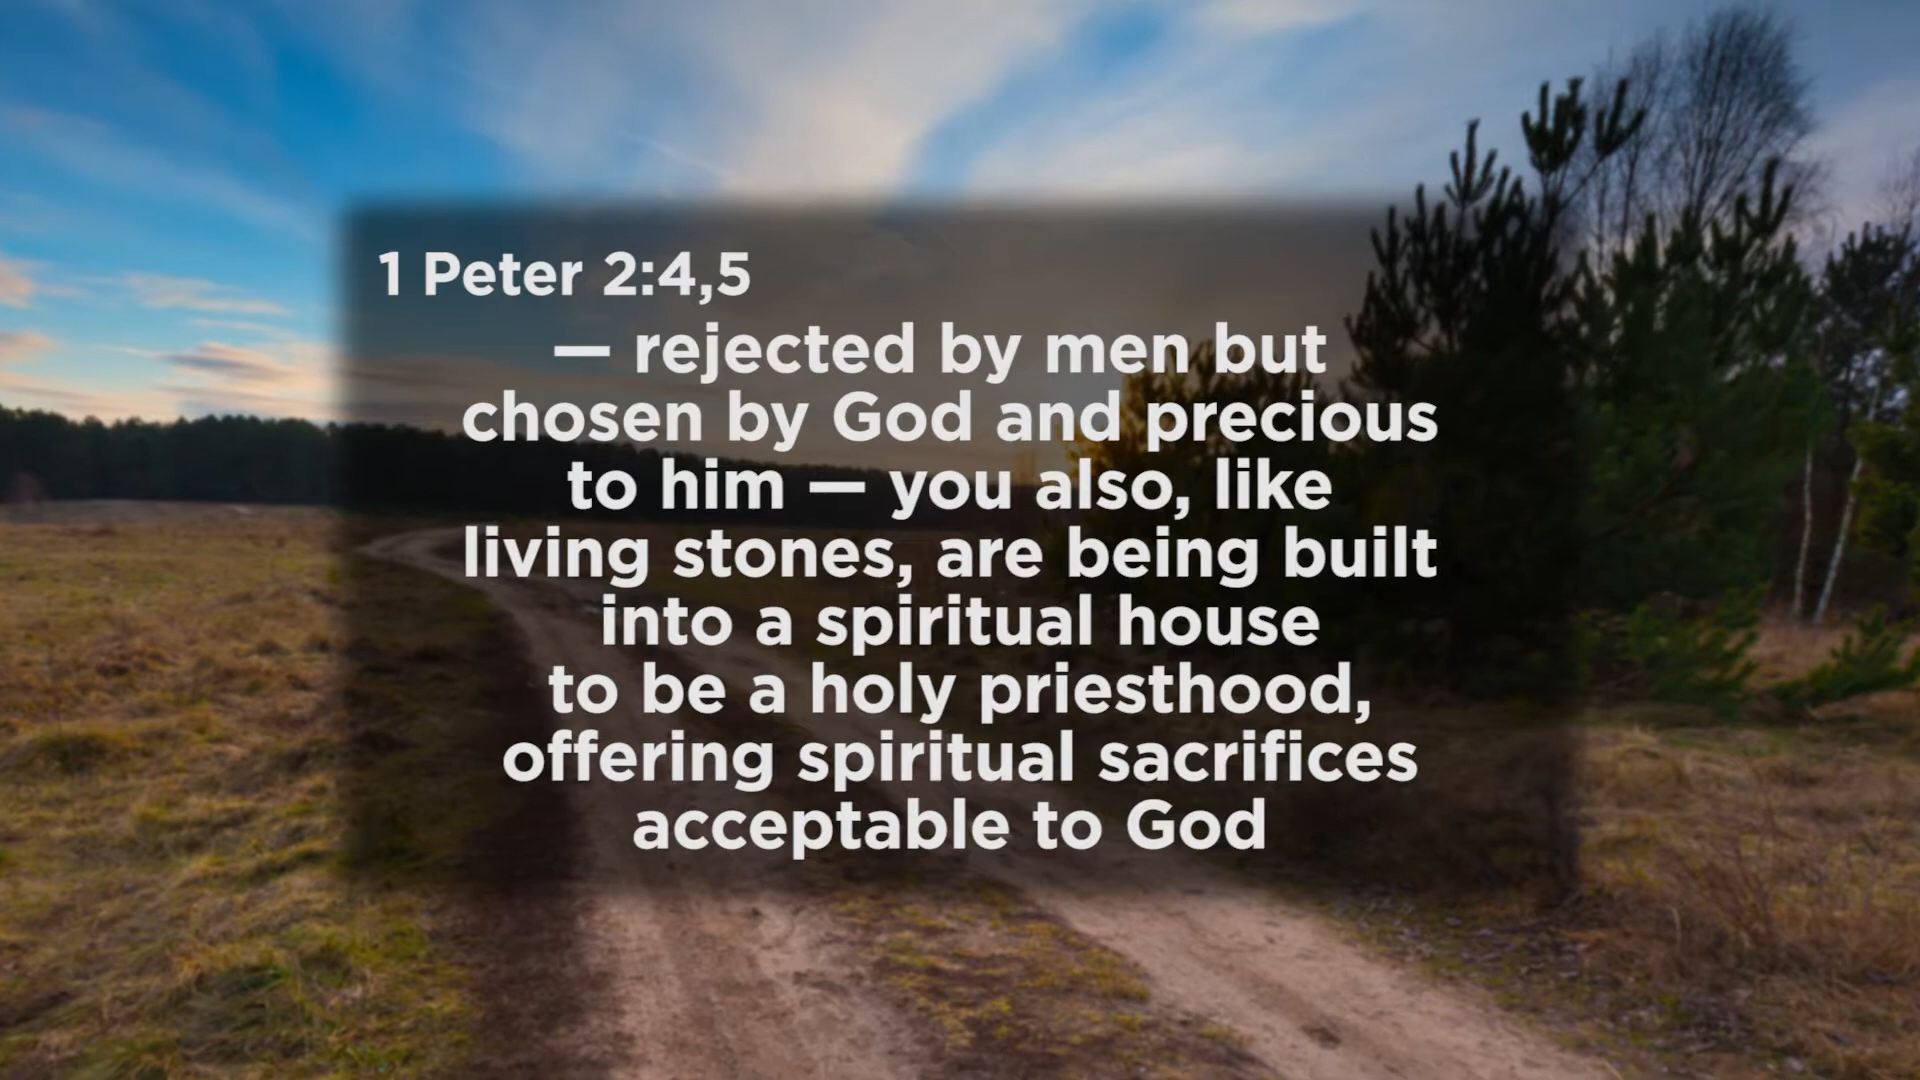 1 Peter 2:4,5
— rejected by men but
chosen by God and precious
to him — you also, like
living stones, are being built
into a spiritual house
to be a holy priesthood,
offering spiritual sacrifices
acceptable to God